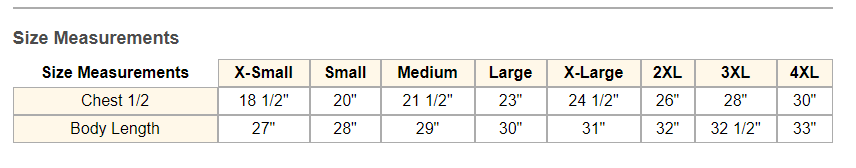 Size Measurements
Size Measurements X-Small Small Medium Large X-Large 2XL 3XL 4XL
Chest 1/2 18 1/2" 20" 21 1/2" 23" 24 1/2" 26" 28" 30"
Body Length 27" 28" 29" 30" 31" 32" 32 1/2" 33"